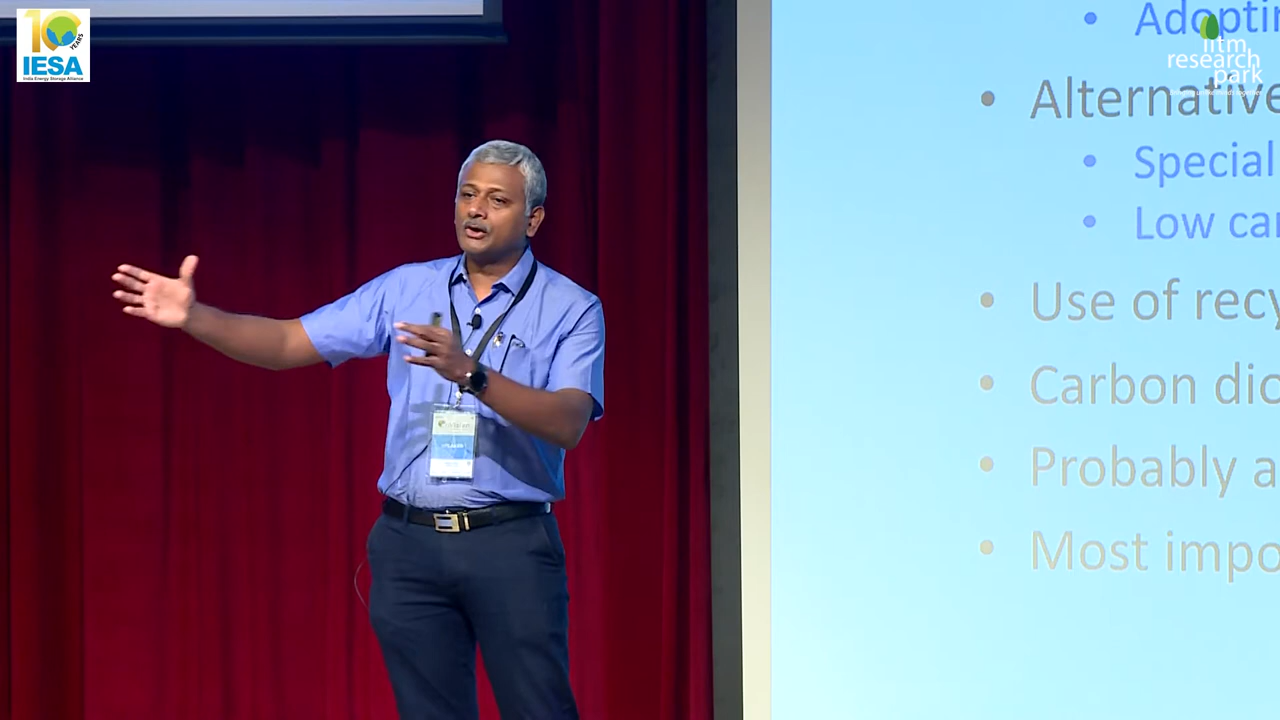 10
YEARS
IESA
India Energy Storage Alliance
Adoptin
iitm
research
park
Alternative
Special
Low car
Use of recy
Carbon dio
Probably a
Most impo